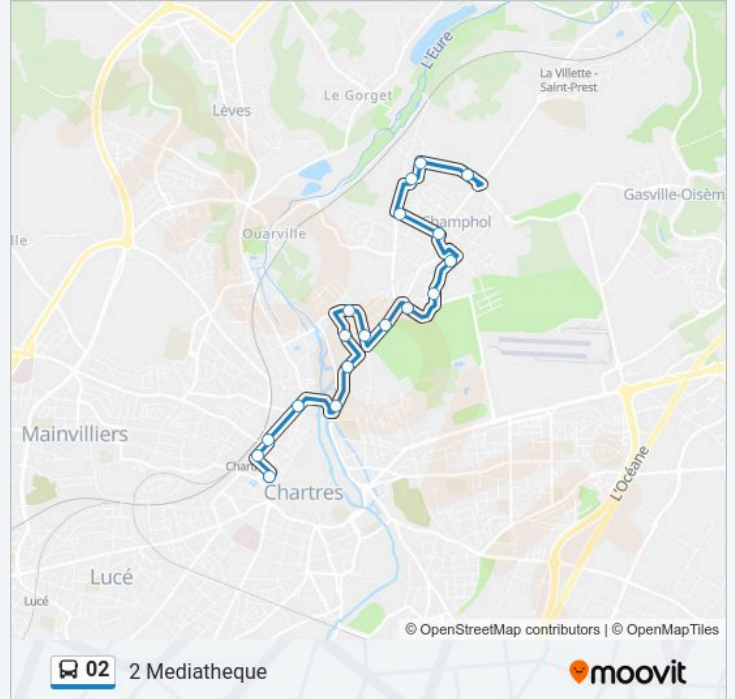 L'Eure
La Villette -
Saint-Prest
Le Gorget
Lèves
Gasville-Oisèm
Champhol
lle
Ouarville
Mainvilliers
L'Océane
Chartres
Lucé
Lucé
© OpenStreetMap contributors | © OpenMapTiles
02 2 Mediatheque
moovit